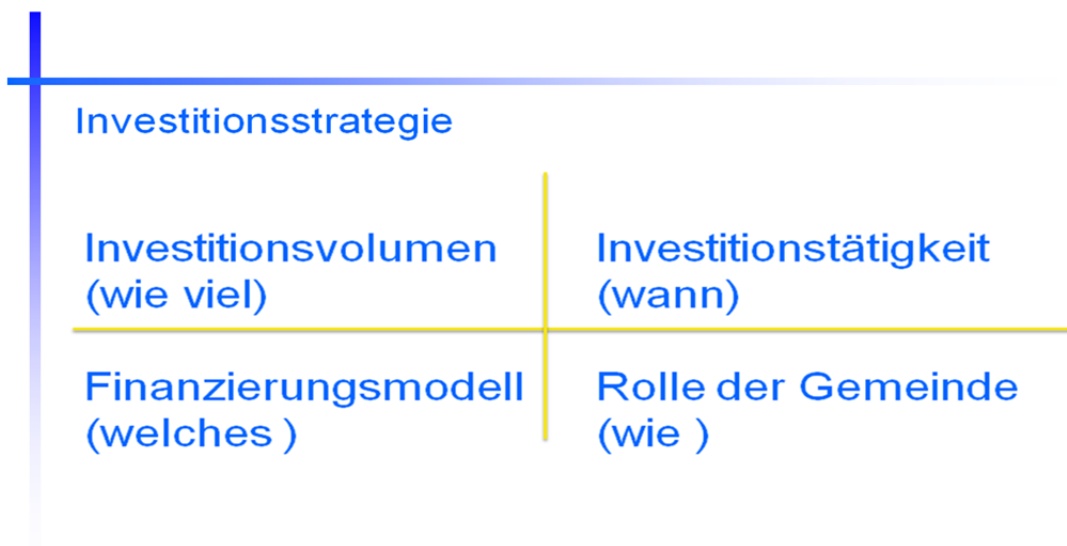 Investitionsstrategie
Investitionsvolumen
(wie viel)
Investitionstätigkeit
(wann)
Finanzierungsmodell
(welches )
Rolle der Gemeinde
(wie )